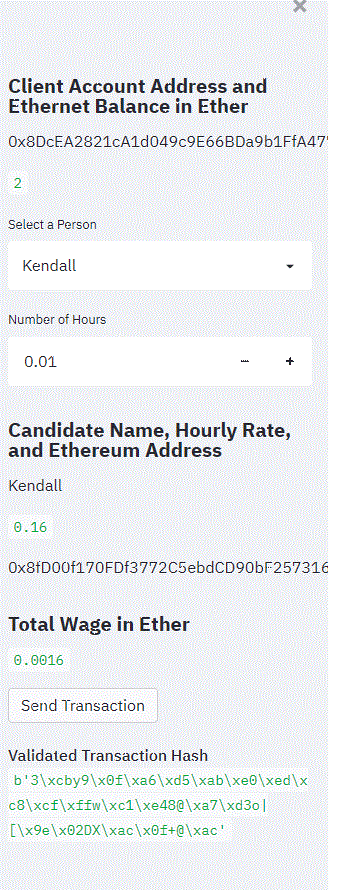 Client Account Address and
Ethernet Balance in Ether
0x8DcEA2821cA1d049c9E66BDa9b1FfA47
2
Select a Person
Kendall
Number of Hours
0.01
Candidate Name, Hourly Rate,
and Ethereum Address
Kendall
0.16
0x8fD00f170FDf3772C5ebdCD90bF257316
Total Wage in Ether
0.0016
Send Transaction
Validated Transaction Hash
b'3\xcby9\x0f\xa6\xd5\xab\xe0\xed\x
c8\xcf\xffw\xc1\xe48@\xa7\xd3o|
[\x9e\x02DX\xac\x0f+@\xac'